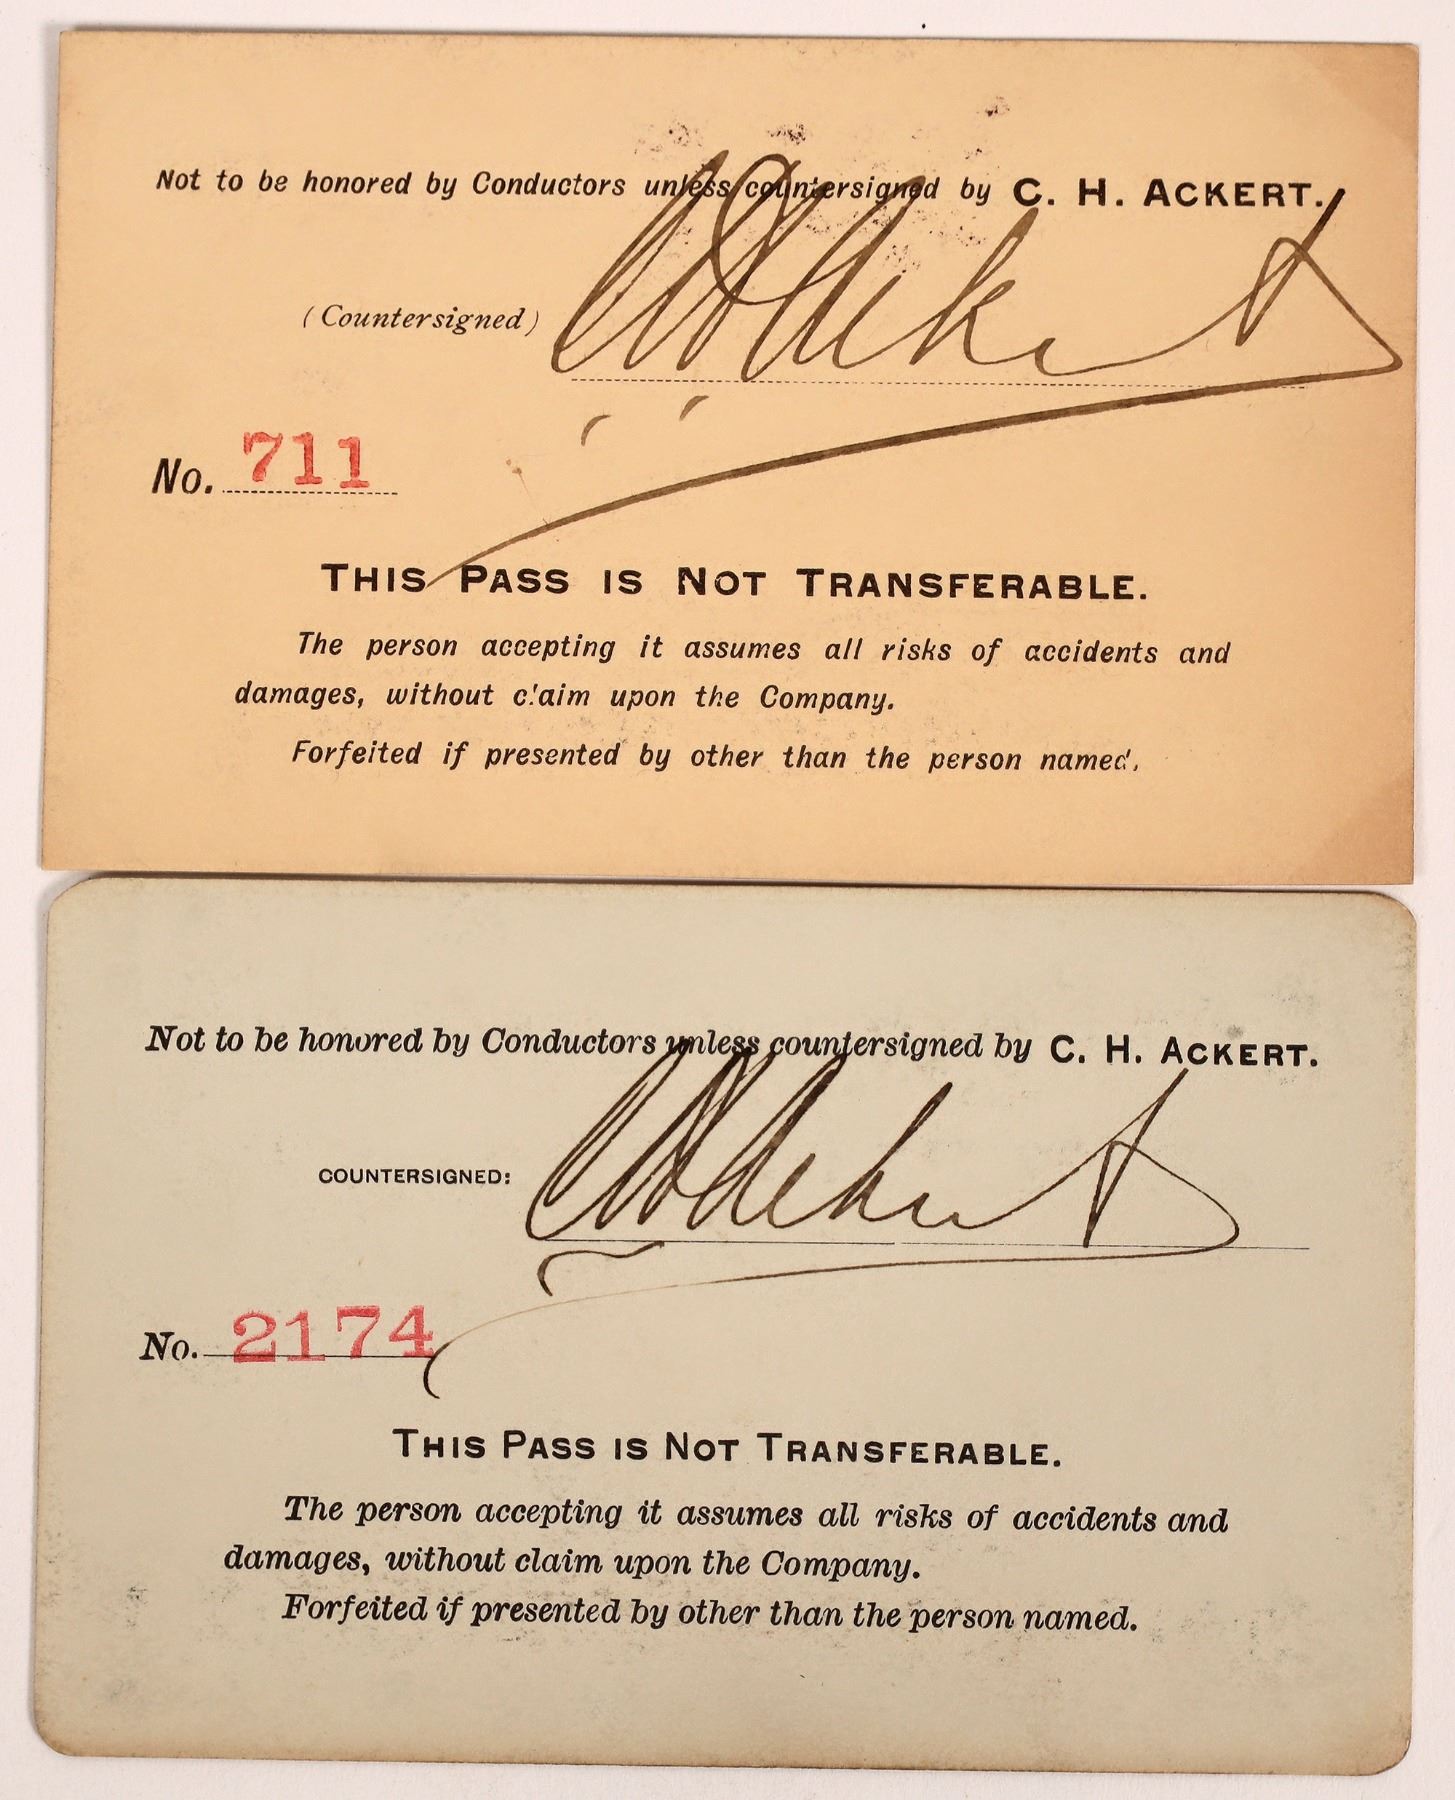 Not to be honored by Conductors unless countersigned by C. H. ACKERT.
(Countersigned) C H Ackert
No. 711
THIS PASS IS NOT TRANSFERABLE.
The person accepting it assumes all risks of accidents and
damages, without claim upon the Company.
Forfeited if presented by other than the person named.
Not to be honored by Conductors unless countersigned by C. H. ACKERT.
COUNTERSIGNED: C H Ackert
No. 2174
THIS PASS IS NOT TRANSFERABLE.
The person accepting it assumes all risks of accidents and
damages, without claim upon the Company.
Forfeited if presented by other than the person named.